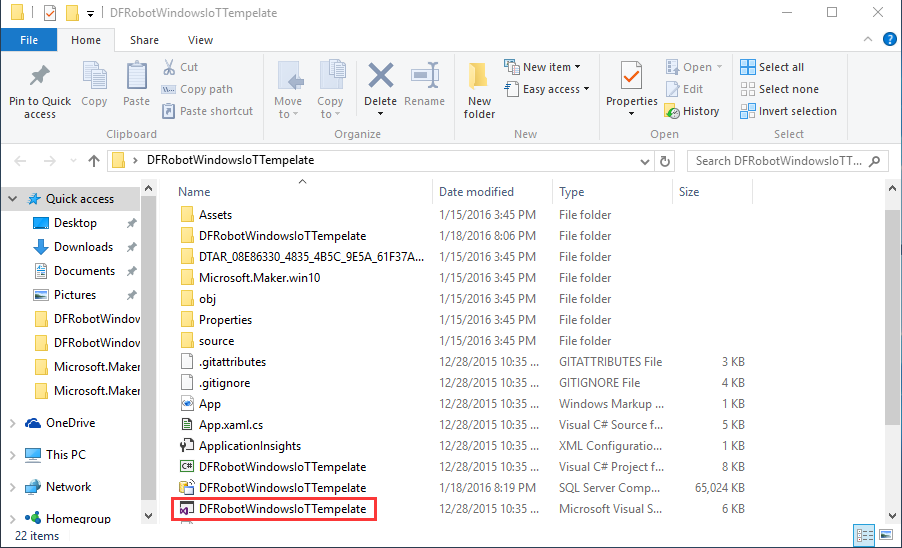 DFRobotWindowsIoTTempelate
File Home Share View
Pin to Quick access
Copy
Paste
Cut
Copy path
Paste shortcut
Clipboard
Move to
Copy to
Delete
Rename
Organize
New folder
New item
Easy access
New
Properties
Open
Edit
History
Open
Select all
Select none
Invert selection
Select
DFRobotWindowsIoTTempelate
Search DFRobotWindowsIoTT...
Quick access
Desktop
Downloads
Documents
Pictures
DFRobotWindow
DFRobotWindow
Microsoft.Maker
Microsoft.Maker
OneDrive
This PC
Network
Homegroup
Name Date modified Type Size
Assets 1/15/2016 3:45 PM File folder
DFRobotWindowsIoTTempelate 1/18/2016 8:06 PM File folder
DTAR_08E86330_4835_4B5C_9E5A_61F37A... 1/15/2016 3:45 PM File folder
Microsoft.Maker.win10 1/15/2016 3:45 PM File folder
obj 1/15/2016 3:45 PM File folder
Properties 1/15/2016 3:45 PM File folder
source 1/15/2016 3:45 PM File folder
.gitattributes 12/28/2015 10:35 ... GITATTRIBUTES File 3 KB
.gitignore 12/28/2015 10:35 ... GITIGNORE File 4 KB
App 12/28/2015 10:35 ... Windows Markup ... 1 KB
App.xaml.cs 12/28/2015 10:35 ... Visual C# Source f... 5 KB
ApplicationInsights 12/28/2015 10:35 ... XML Configuratio... 1 KB
DFRobotWindowsIoTTempelate 12/28/2015 10:35 ... Visual C# Project f... 8 KB
DFRobotWindowsIoTTempelate 1/18/2016 8:19 PM SQL Server Comp... 65,024 KB
DFRobotWindowsIoTTempelate 12/28/2015 10:35 ... Microsoft Visual S... 6 KB
22 items